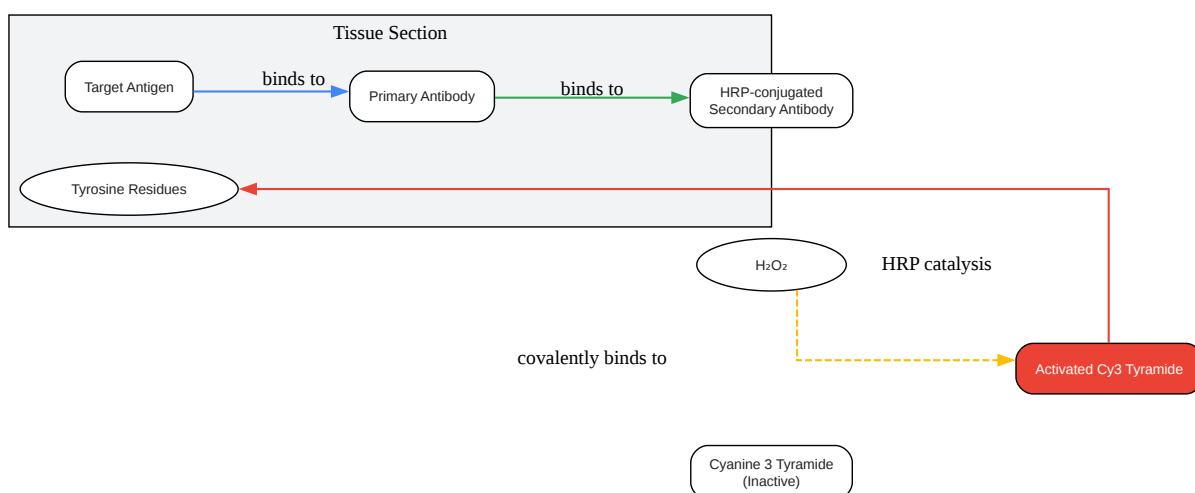 Tissue Section
Target Antigen
binds to
Primary Antibody
binds to
HRP-conjugated
Secondary Antibody
Tyrosine Residues
H₂O₂
HRP catalysis
covalently binds to
Activated Cy3 Tyramide
Cyanine 3 Tyramide
(Inactive)